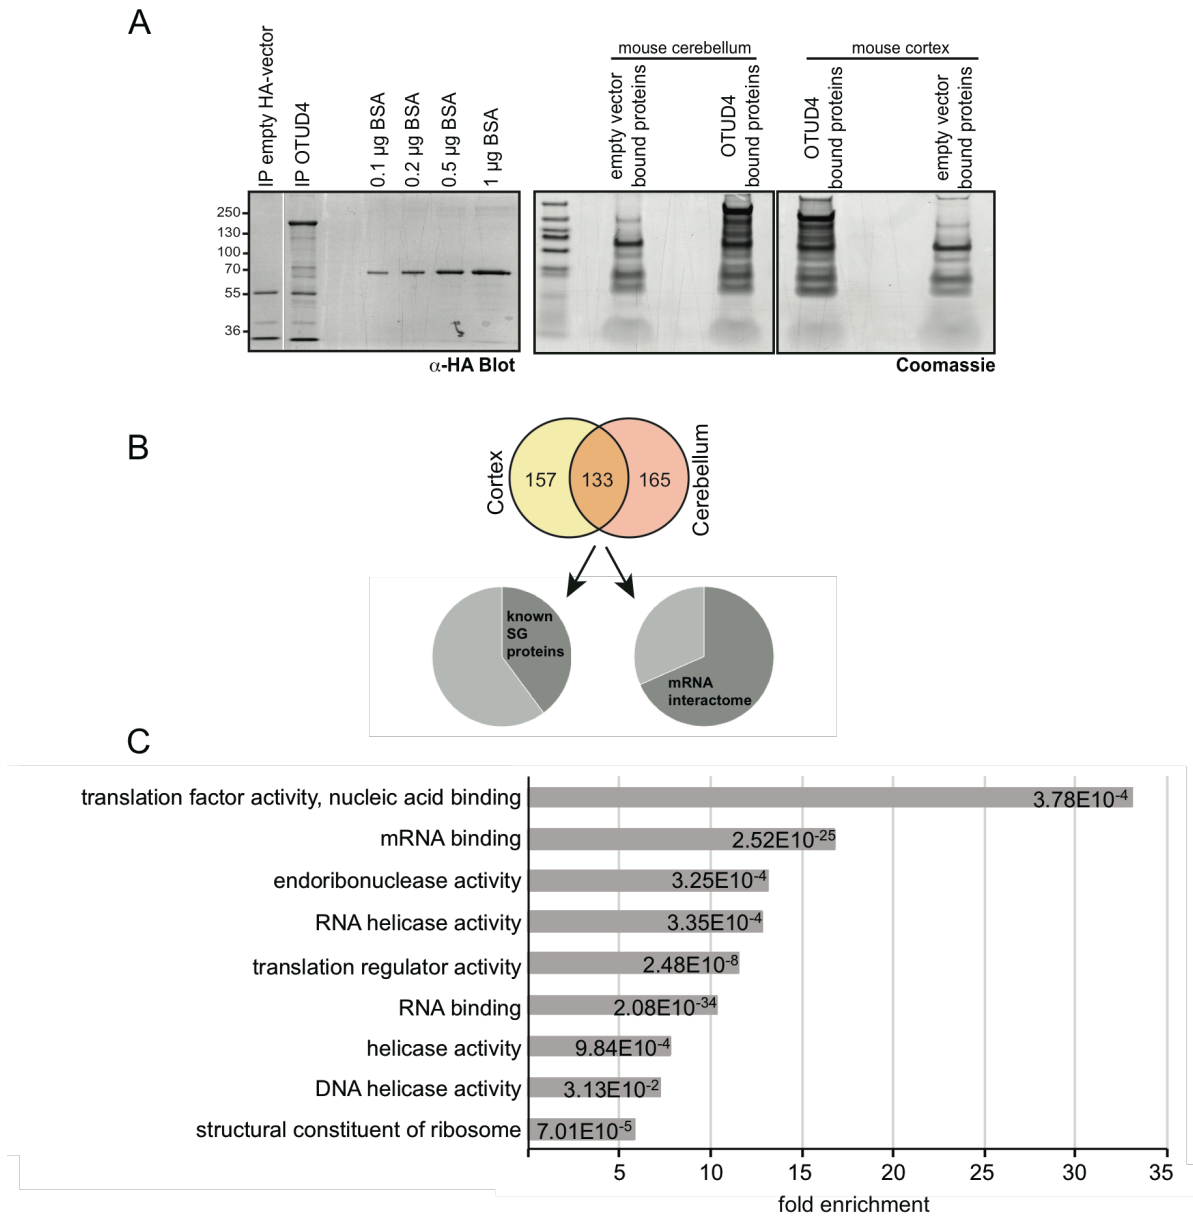 A
IP empty HA-vector
IP OTUD4
0.1 µg BSA
0.2 µg BSA
0.5 µg BSA
1 µg BSA
mouse cerebellum
empty vector
bound proteins
OTUD4
bound proteins
mouse cortex
OTUD4
bound proteins
empty vector
bound proteins
250
130
100
70
55
36
α-HA Blot
Coomassie
B
Cortex
157
133
165
Cerebellum
known
SG
proteins
mRNA
interactome
C
translation factor activity, nucleic acid binding 3.78E10⁻⁴
mRNA binding 2.52E10⁻²⁵
endoribonuclease activity 3.25E10⁻⁴
RNA helicase activity 3.35E10⁻⁴
translation regulator activity 2.48E10⁻⁸
RNA binding 2.08E10⁻³⁴
helicase activity 9.84E10⁻⁴
DNA helicase activity 3.13E10⁻²
structural constituent of ribosome 7.01E10⁻⁵
5 10 15 20 25 30 35
fold enrichment